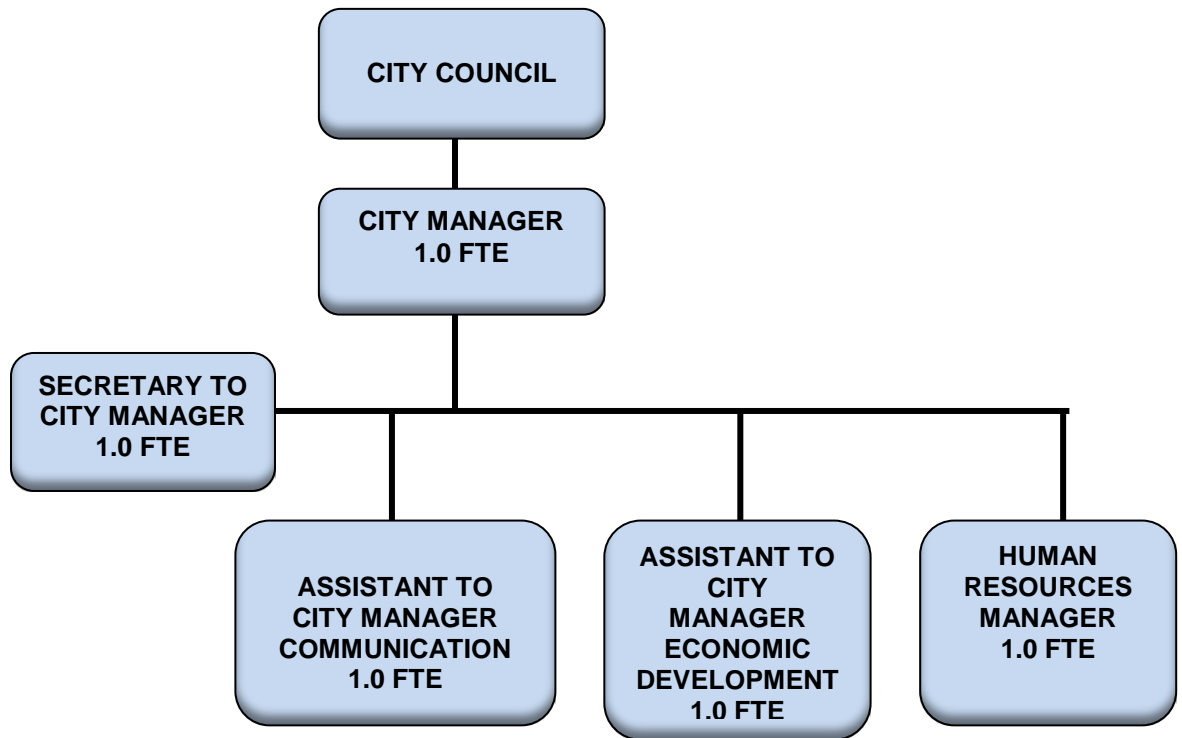 CITY COUNCIL
CITY MANAGER
1.0 FTE
SECRETARY TO
CITY MANAGER
1.0 FTE
ASSISTANT TO
CITY MANAGER
COMMUNICATION
1.0 FTE
ASSISTANT TO
CITY
MANAGER
ECONOMIC
DEVELOPMENT
1.0 FTE
HUMAN
RESOURCES
MANAGER
1.0 FTE